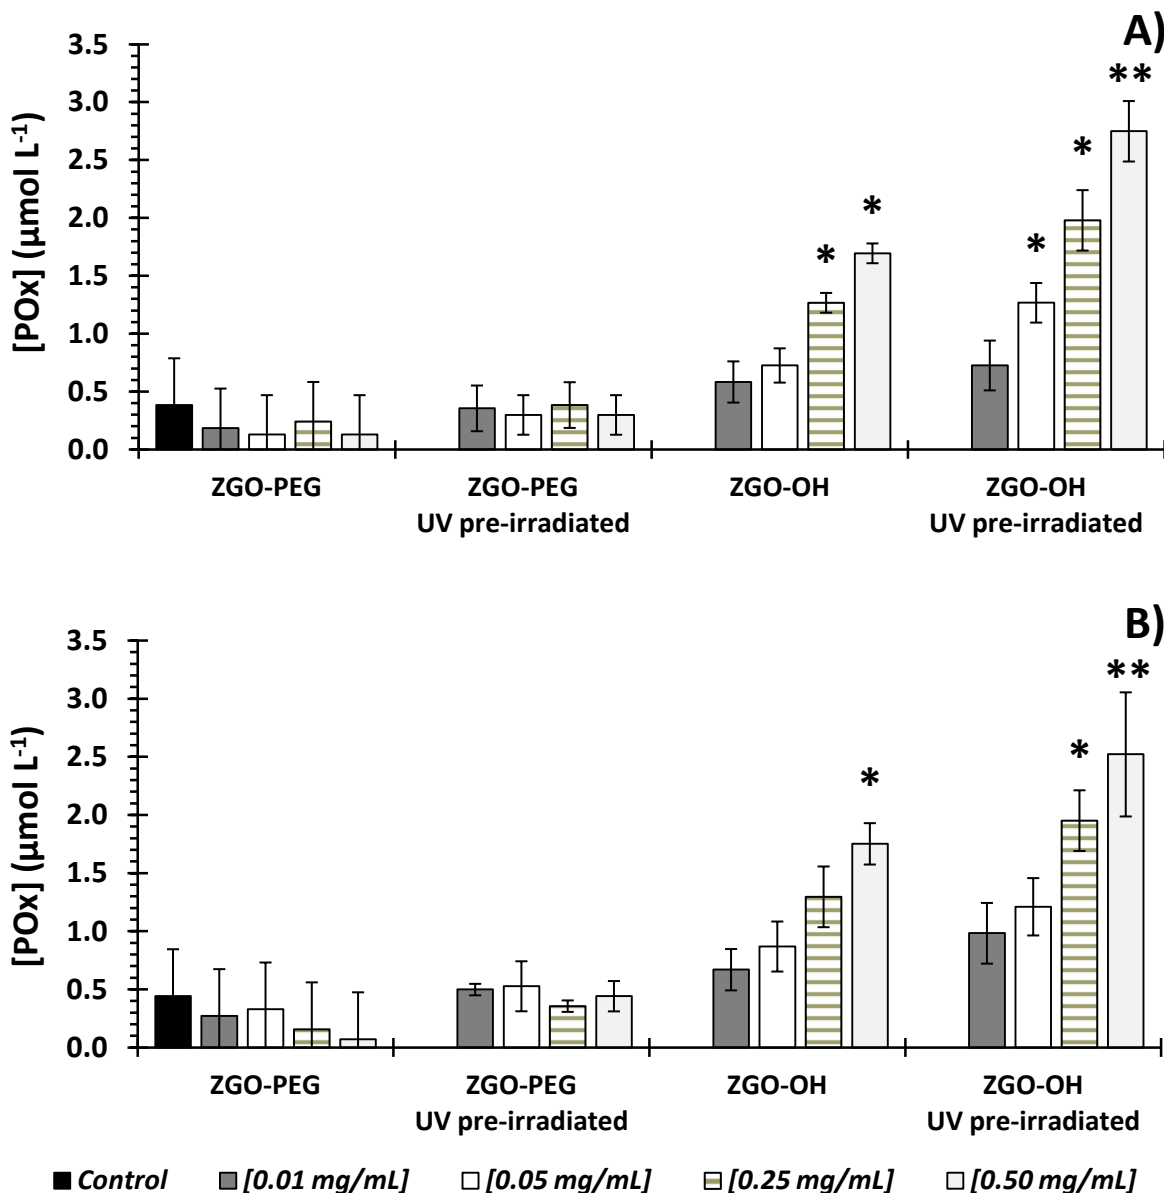 A)
[POx] (µmol L⁻¹)
3.5
3.0
2.5
2.0
1.5
1.0
0.5
0.0
* * * * * **
ZGO-PEG ZGO-PEG ZGO-OH ZGO-OH
UV pre-irradiated UV pre-irradiated
B)
[POx] (µmol L⁻¹)
3.5
3.0
2.5
2.0
1.5
1.0
0.5
0.0
* * **
ZGO-PEG ZGO-PEG ZGO-OH ZGO-OH
UV pre-irradiated UV pre-irradiated
Control [0.01 mg/mL] [0.05 mg/mL] [0.25 mg/mL] [0.50 mg/mL]